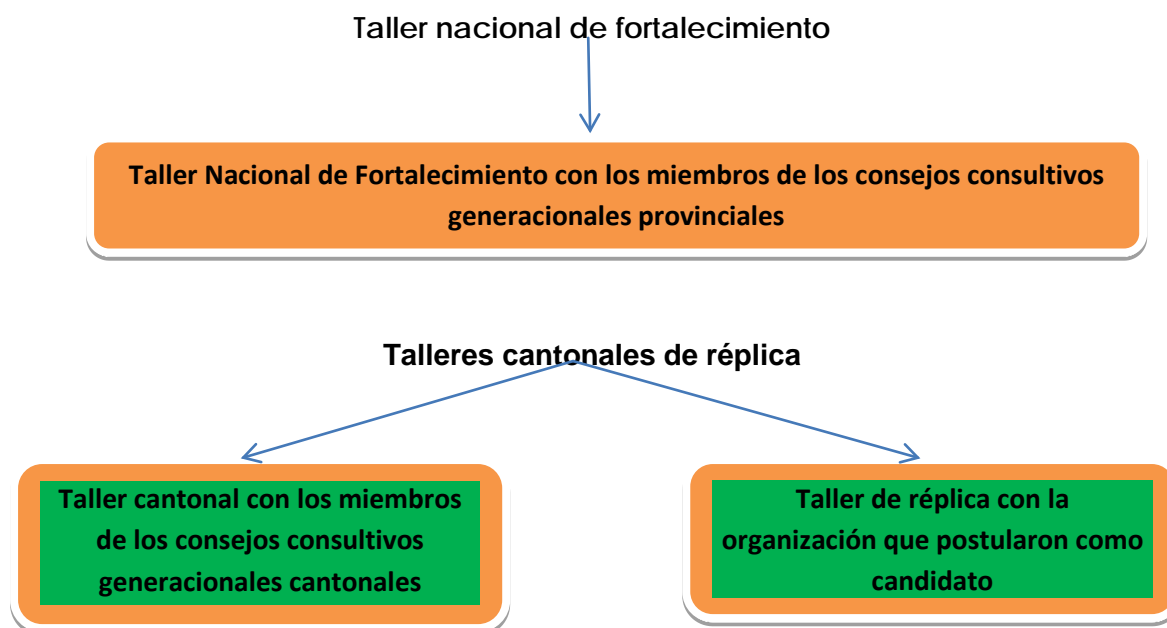 Taller nacional de fortalecimiento
Taller Nacional de Fortalecimiento con los miembros de los consejos consultivos
generacionales provinciales
Talleres cantonales de réplica
Taller cantonal con los miembros
de los consejos consultivos
generacionales cantonales
Taller de réplica con la
organización que postularon como
candidato